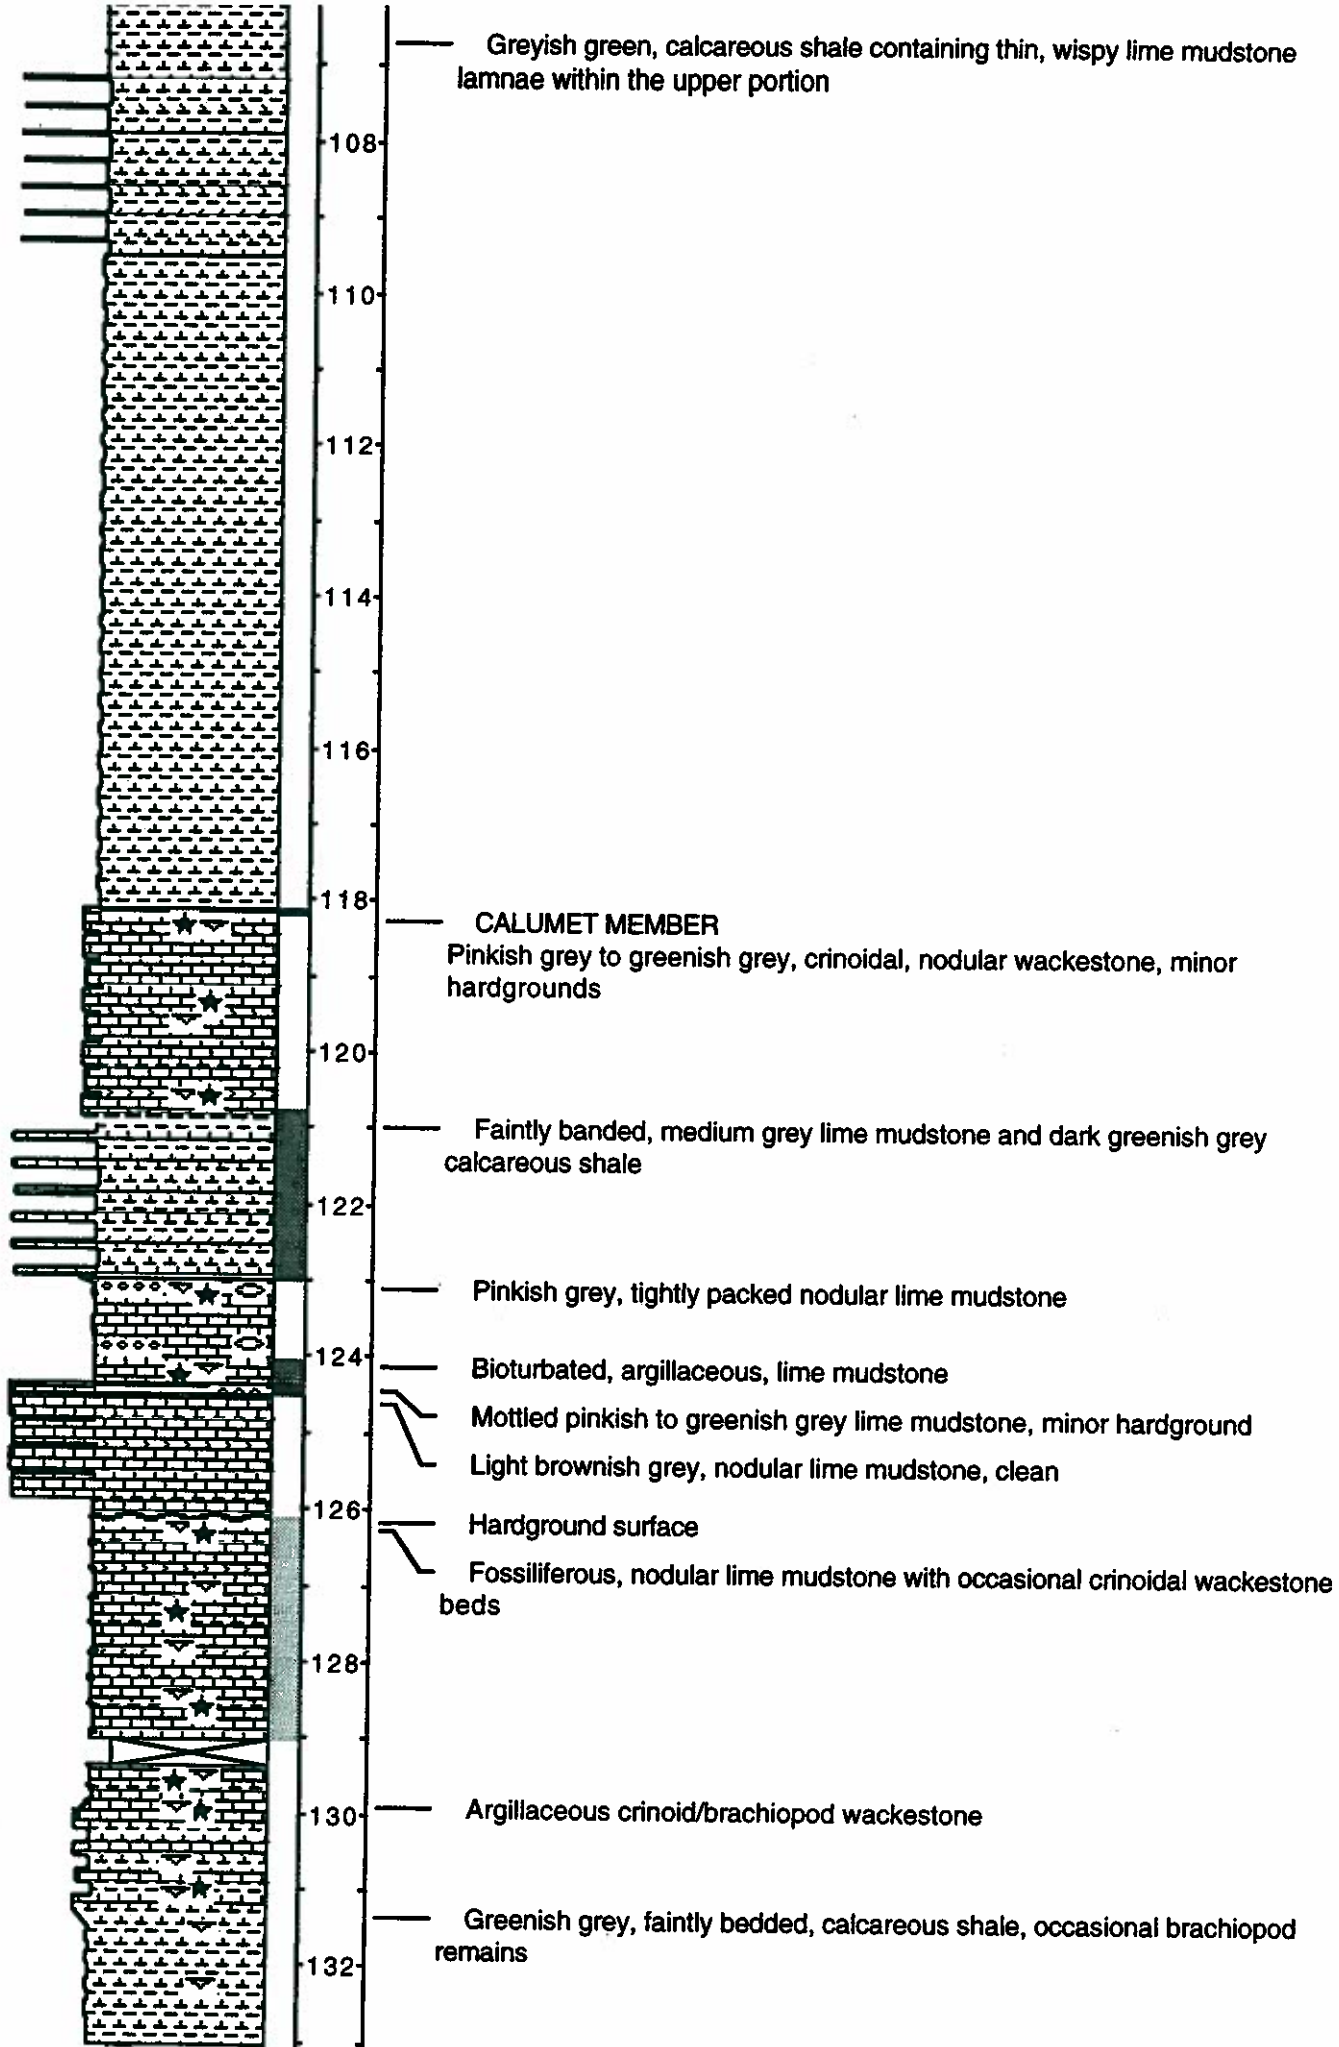 Greyish green, calcareous shale containing thin, wispy lime mudstone
lamnae within the upper portion
108
110
112
114
116
118
CALUMET MEMBER
Pinkish grey to greenish grey, crinoidal, nodular wackestone, minor
hardgrounds
120
Faintly banded, medium grey lime mudstone and dark greenish grey
calcareous shale
122
Pinkish grey, tightly packed nodular lime mudstone
124
Bioturbated, argillaceous, lime mudstone
Mottled pinkish to greenish grey lime mudstone, minor hardground
Light brownish grey, nodular lime mudstone, clean
126
Hardground surface
Fossiliferous, nodular lime mudstone with occasional crinoidal wackestone
beds
128
130
Argillaceous crinoid/brachiopod wackestone
Greenish grey, faintly bedded, calcareous shale, occasional brachiopod
remains
132